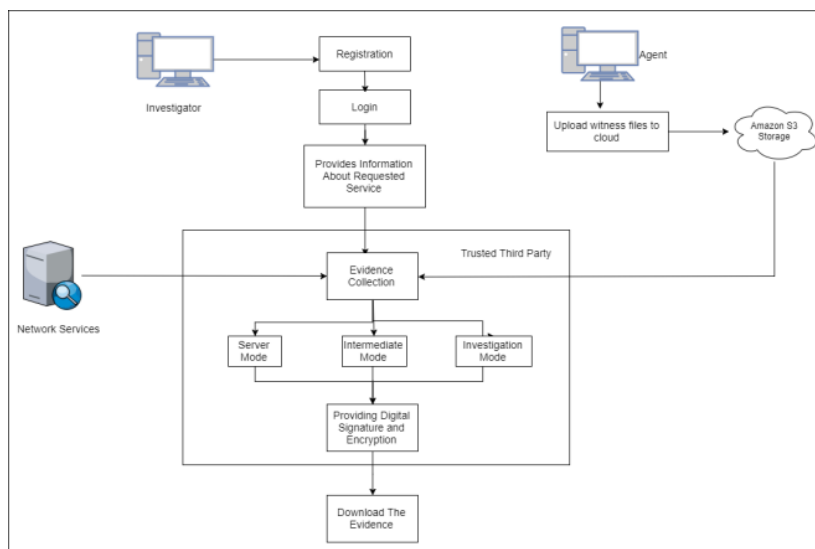 Registration
Agent
Investigator
Login
Upload witness files to
cloud
Amazon S3
Storage
Provides Information
About Requested
Service
Trusted Third Party
Evidence
Collection
Network Services
Server
Mode
Intermediate
Mode
Investigation
Mode
Providing Digital
Signature and
Encryption
Download The
Evidence